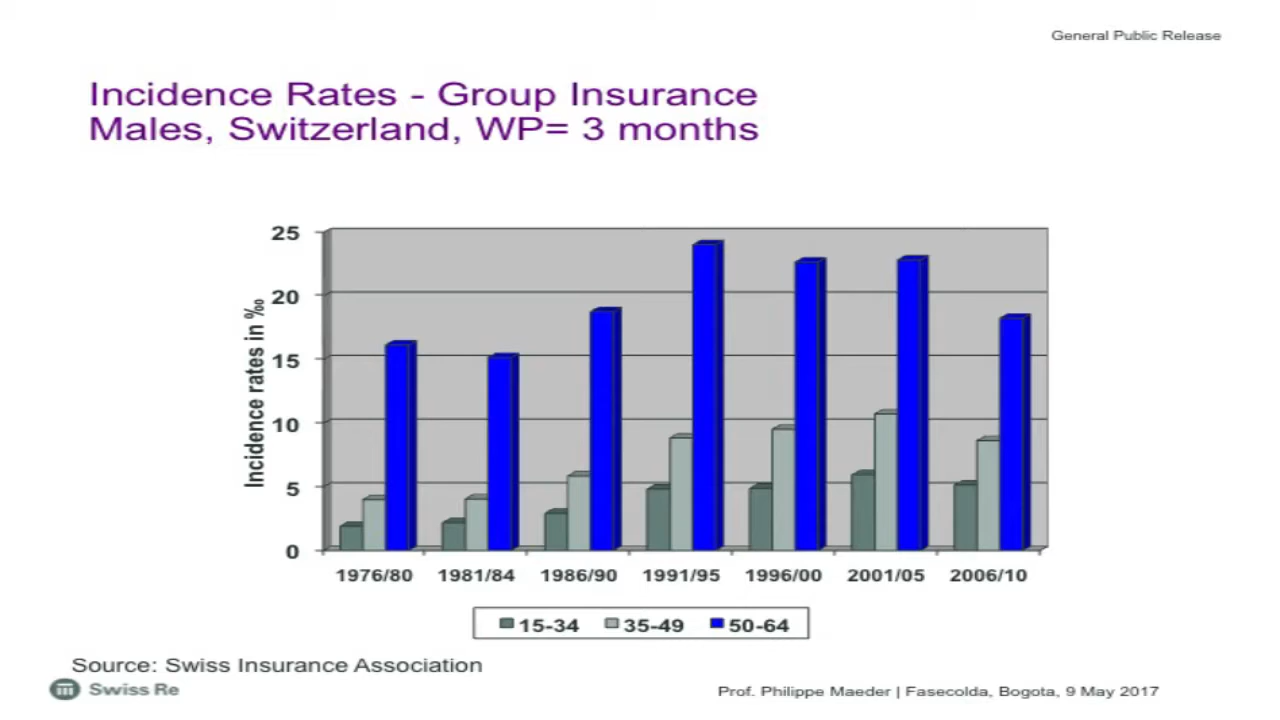 General Public Release
Incidence Rates - Group Insurance
Males, Switzerland, WP= 3 months
Incidence rates in ‰
25
20
15
10
5
0
1976/80 1981/84 1986/90 1991/95 1996/00 2001/05 2006/10
15-34 35-49 50-64
Source: Swiss Insurance Association
Swiss Re
Prof. Philippe Maeder | Fasecolda, Bogota, 9 May 2017